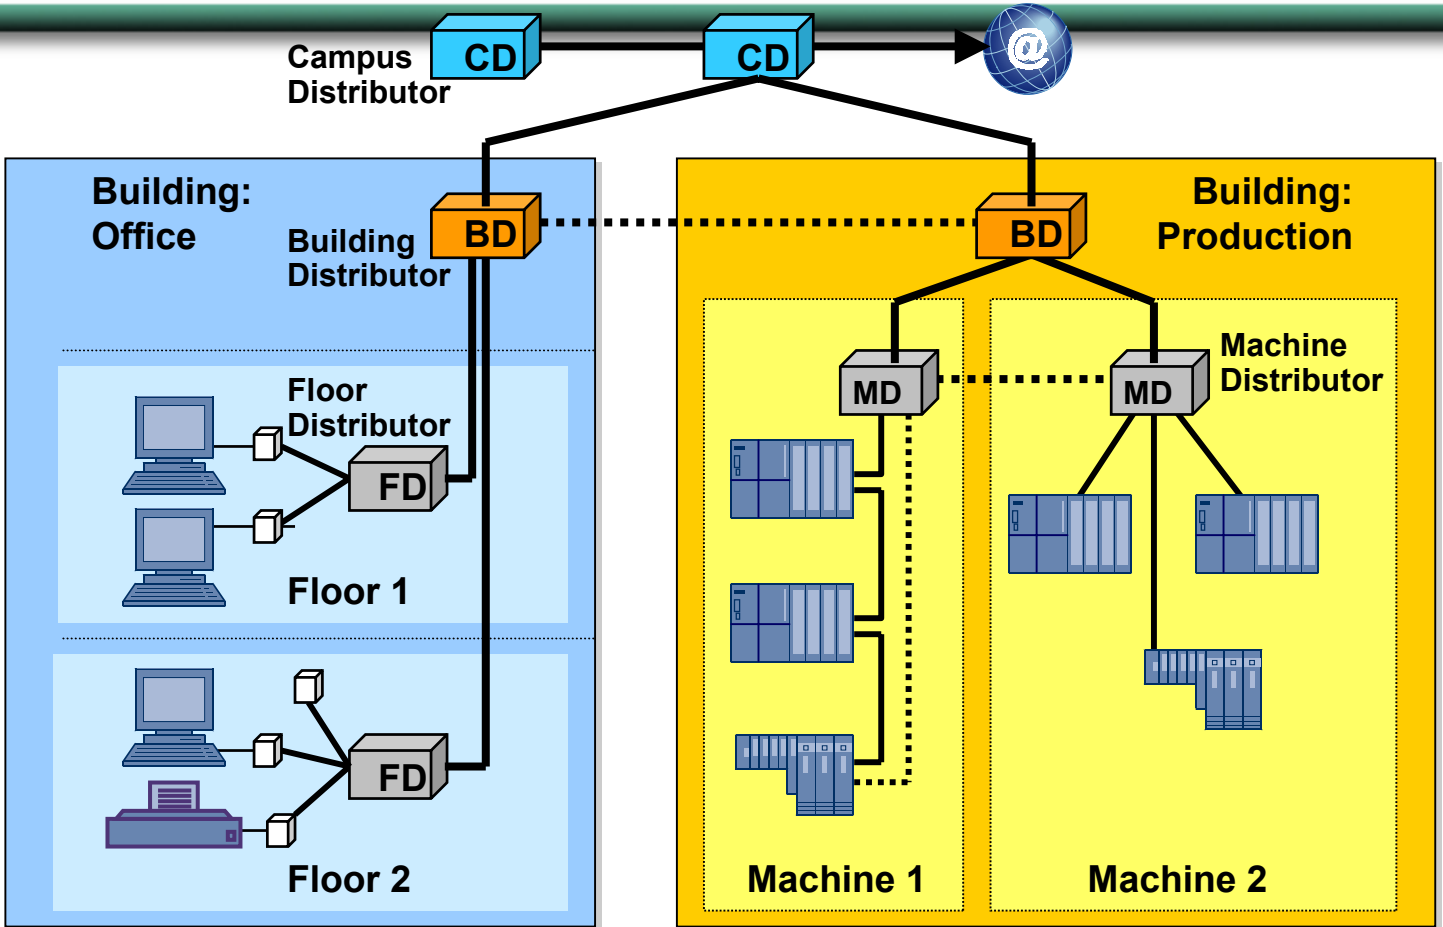 Campus
Distributor
CD
CD
@
Building:
Office
Building
Distributor
BD
BD
Building:
Production
Floor
Distributor
FD
Floor 1
FD
Floor 2
MD
MD
Machine
Distributor
Machine 1
Machine 2